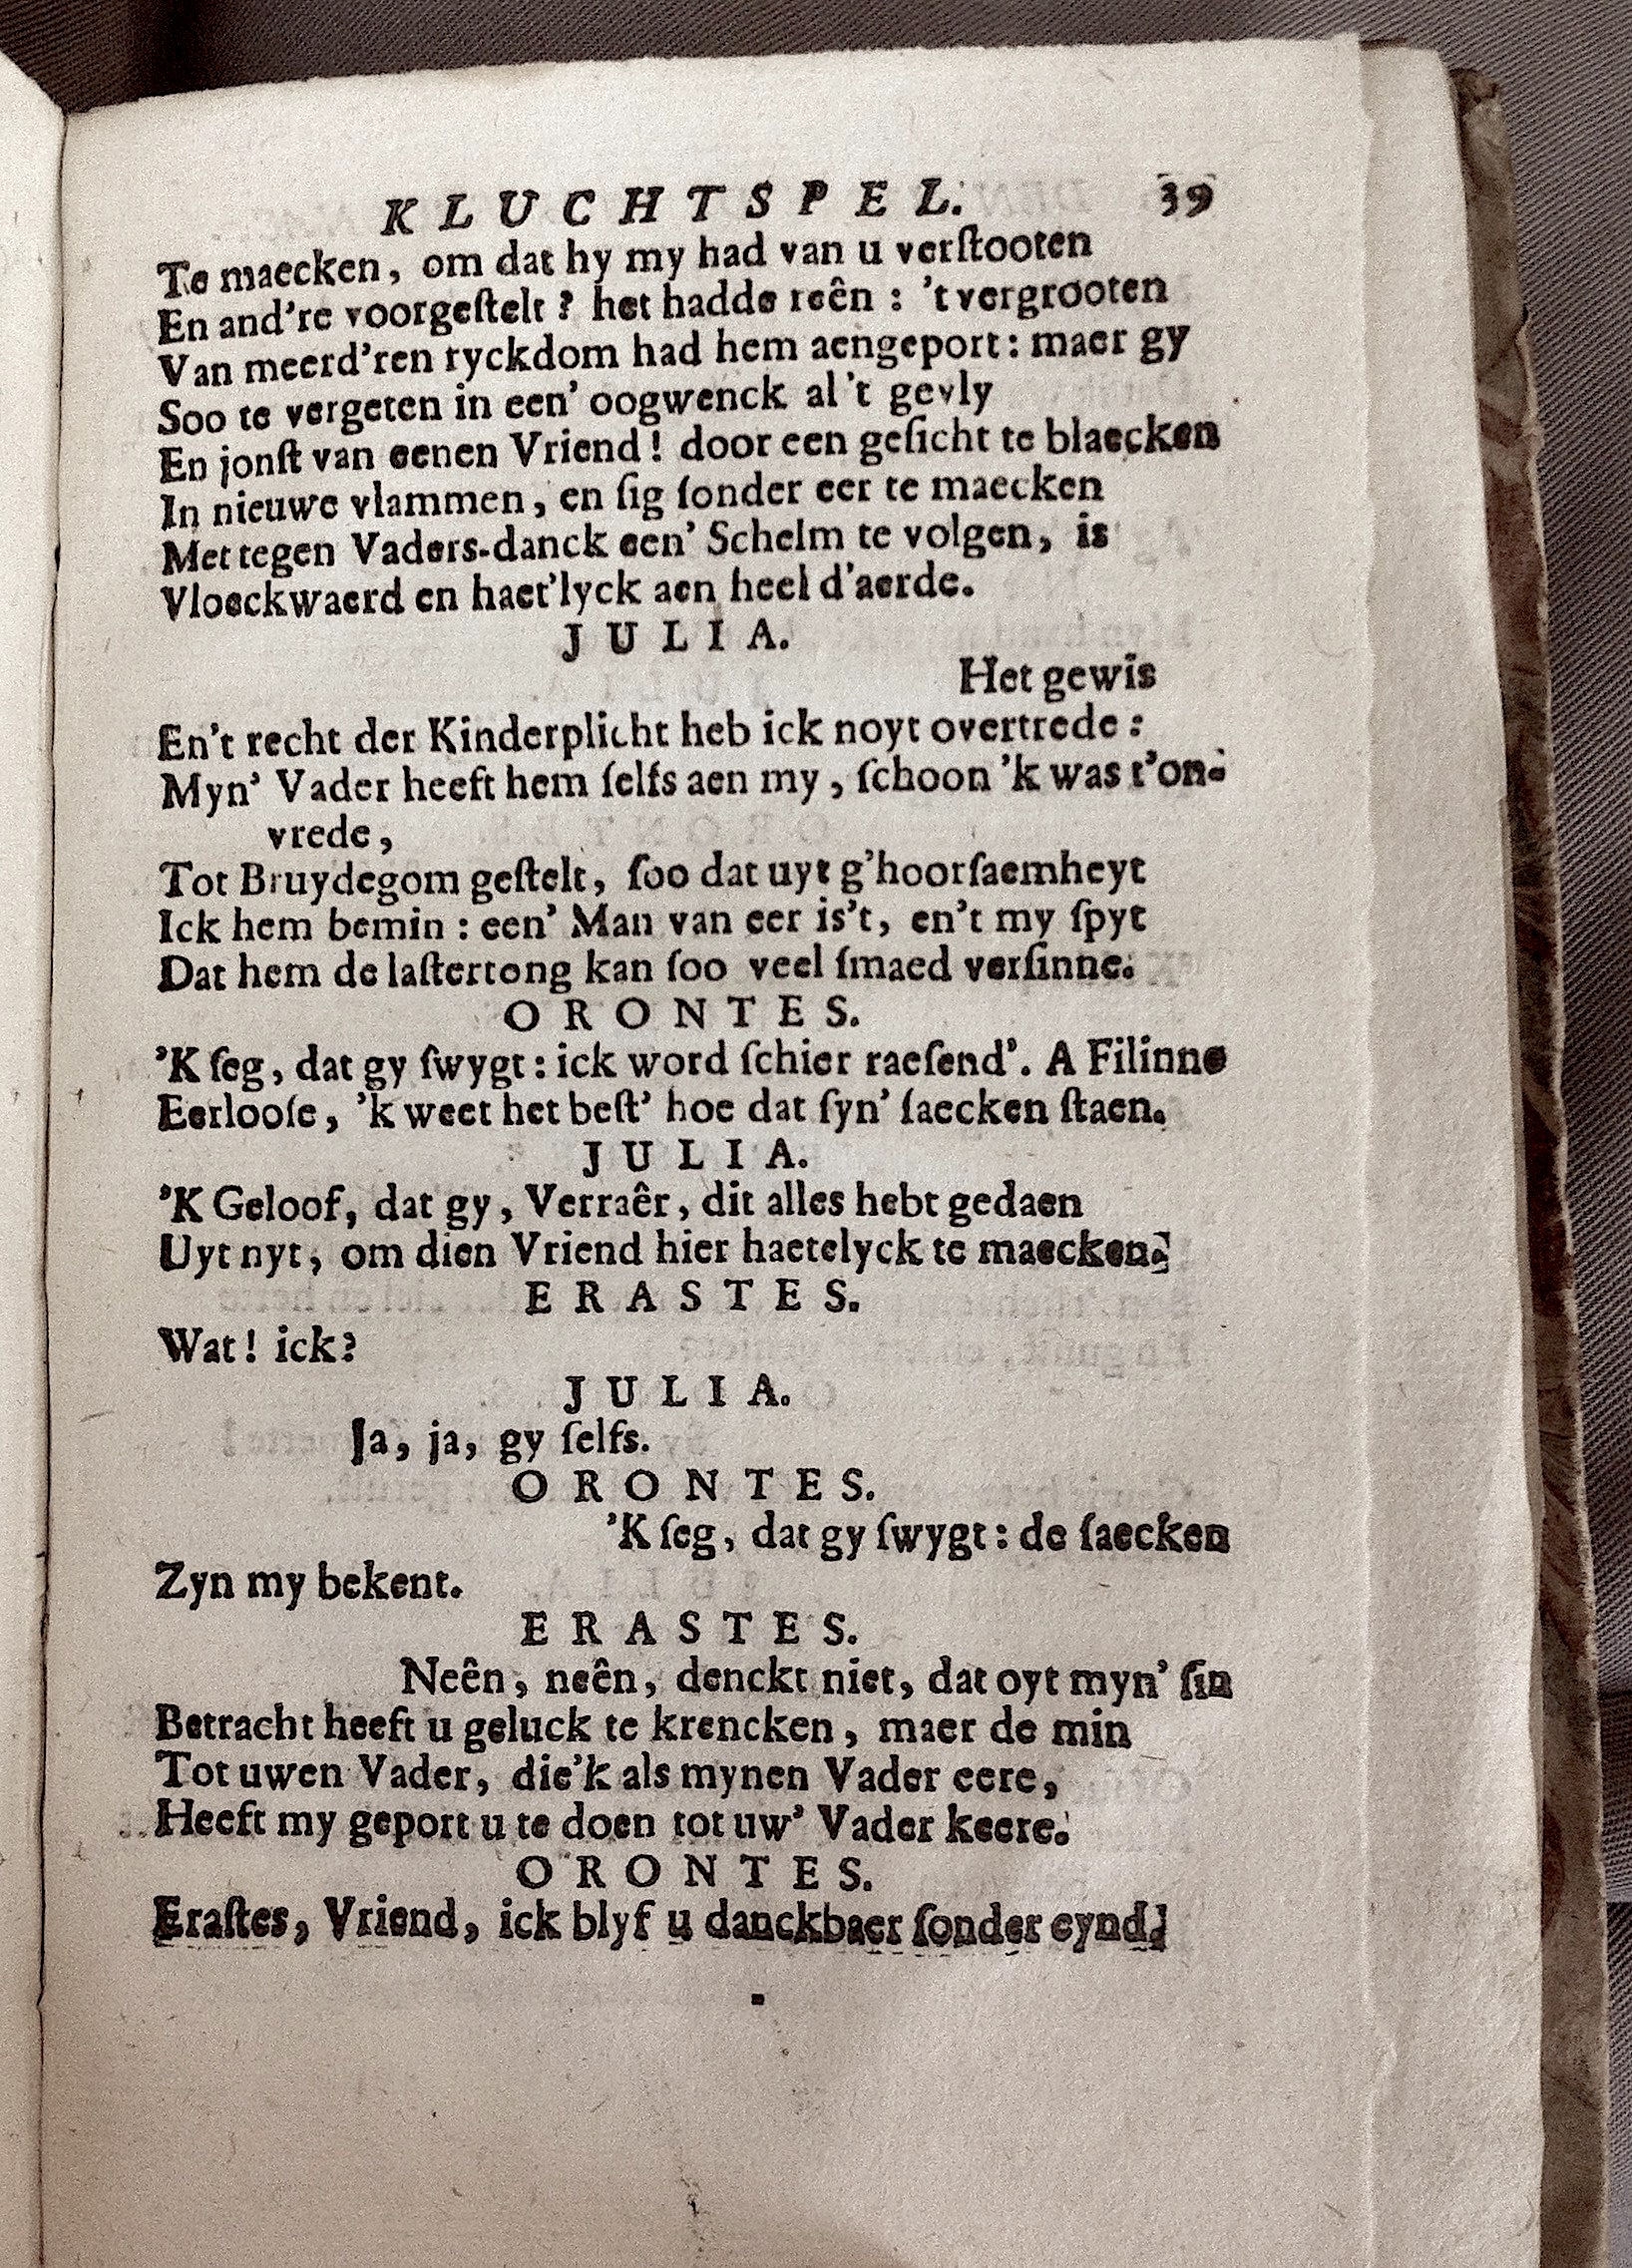 KLUCHTSPEL. 39
Te maecken, om dat hy my had van u verſtooten
En and're voorgeſtelt? het hadde reên: 't vergrooten
Van meerd'ren ryckdom had hem aengeport: maer gy
Soo te vergeten in een' oogwenck al 't gevly
En jonſt van eenen Vriend! door een geſicht te blaecken
In nieuwe vlammen, en ſig ſonder eer te maecken
Met tegen Vaders-danck een' Schelm te volgen, is
Vloeckwaerd en haet'lyck aen heel d'aerde.
JULIA.
Het gewis
En't recht der Kinderplicht heb ick noyt overtrede:
Myn' Vader heeft hem ſelfs aen my, ſchoon 'k was t'on-
vrede,
Tot Bruydegom geſtelt, ſoo dat uyt g'hoorſaemheyt
Ick hem bemin: een' Man van eer is't, en't my ſpyt
Dat hem de laſtertong kan ſoo veel ſmaed verſinne.
ORONTES.
'K ſeg, dat gy ſwygt: ick word ſchier raeſend'. A Filinne
Eerlooſe, 'k weet het beſt' hoe dat ſyn' ſaecken ſtaen.
JULIA.
'K Geloof, dat gy, Verraêr, dit alles hebt gedaen
Uyt nyt, om dien Vriend hier haetelyck te maecken.
ERASTES.
Wat! ick?
JULIA.
Ja, ja, gy ſelfs.
ORONTES.
'K ſeg, dat gy ſwygt: de ſaecken
Zyn my bekent.
ERASTES.
Neên, neên, denckt niet, dat oyt myn' ſin
Betracht heeft u geluck te krencken, maer de min
Tot uwen Vader, die'k als mynen Vader eere,
Heeft my geport u te doen tot uw' Vader keere.
ORONTES.
Eraſtes, Vriend, ick blyf u danckbaer ſonder eynd.